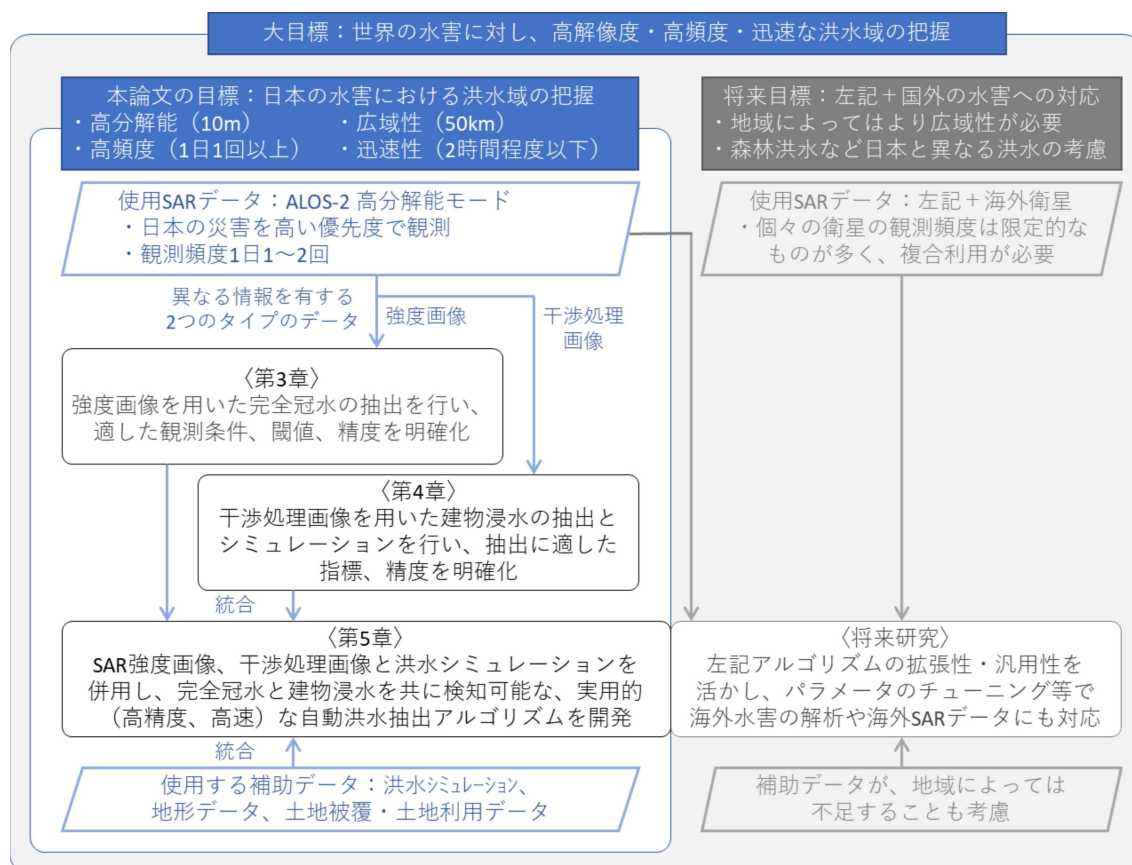 大目標：世界の水害に対し、高解像度・高頻度・迅速な洪水域の把握
本論文の目標：日本の水害における洪水域の把握
・高分解能（10m）　・広域性（50km）
・高頻度（1日1回以上）　・迅速性（2時間程度以下）
使用SARデータ：ALOS-2 高分解能モード
・日本の災害を高い優先度で観測
・観測頻度1日1～2回
異なる情報を有する
2つのタイプのデータ
強度画像
干渉処理
画像
〈第3章〉
強度画像を用いた完全冠水の抽出を行い、
適した観測条件、閾値、精度を明確化
〈第4章〉
干渉処理画像を用いた建物浸水の抽出と
シミュレーションを行い、抽出に適した
指標、精度を明確化
統合
〈第5章〉
SAR強度画像、干渉処理画像と洪水シミュレーションを
併用し、完全冠水と建物浸水を共に検知可能な、実用的
（高精度、高速）な自動洪水抽出アルゴリズムを開発
統合
使用する補助データ：洪水ｼﾐｭﾚｰｼｮﾝ、
地形データ、土地被覆・土地利用データ
将来目標：左記＋国外の水害への対応
・地域によってはより広域性が必要
・森林洪水など日本と異なる洪水の考慮
使用SARデータ：左記＋海外衛星
・個々の衛星の観測頻度は限定的な
ものが多く、複合利用が必要
〈将来研究〉
左記アルゴリズムの拡張性・汎用性を
活かし、パラメータのチューニング等で
海外水害の解析や海外SARデータにも対応
補助データが、地域によっては
不足することも考慮